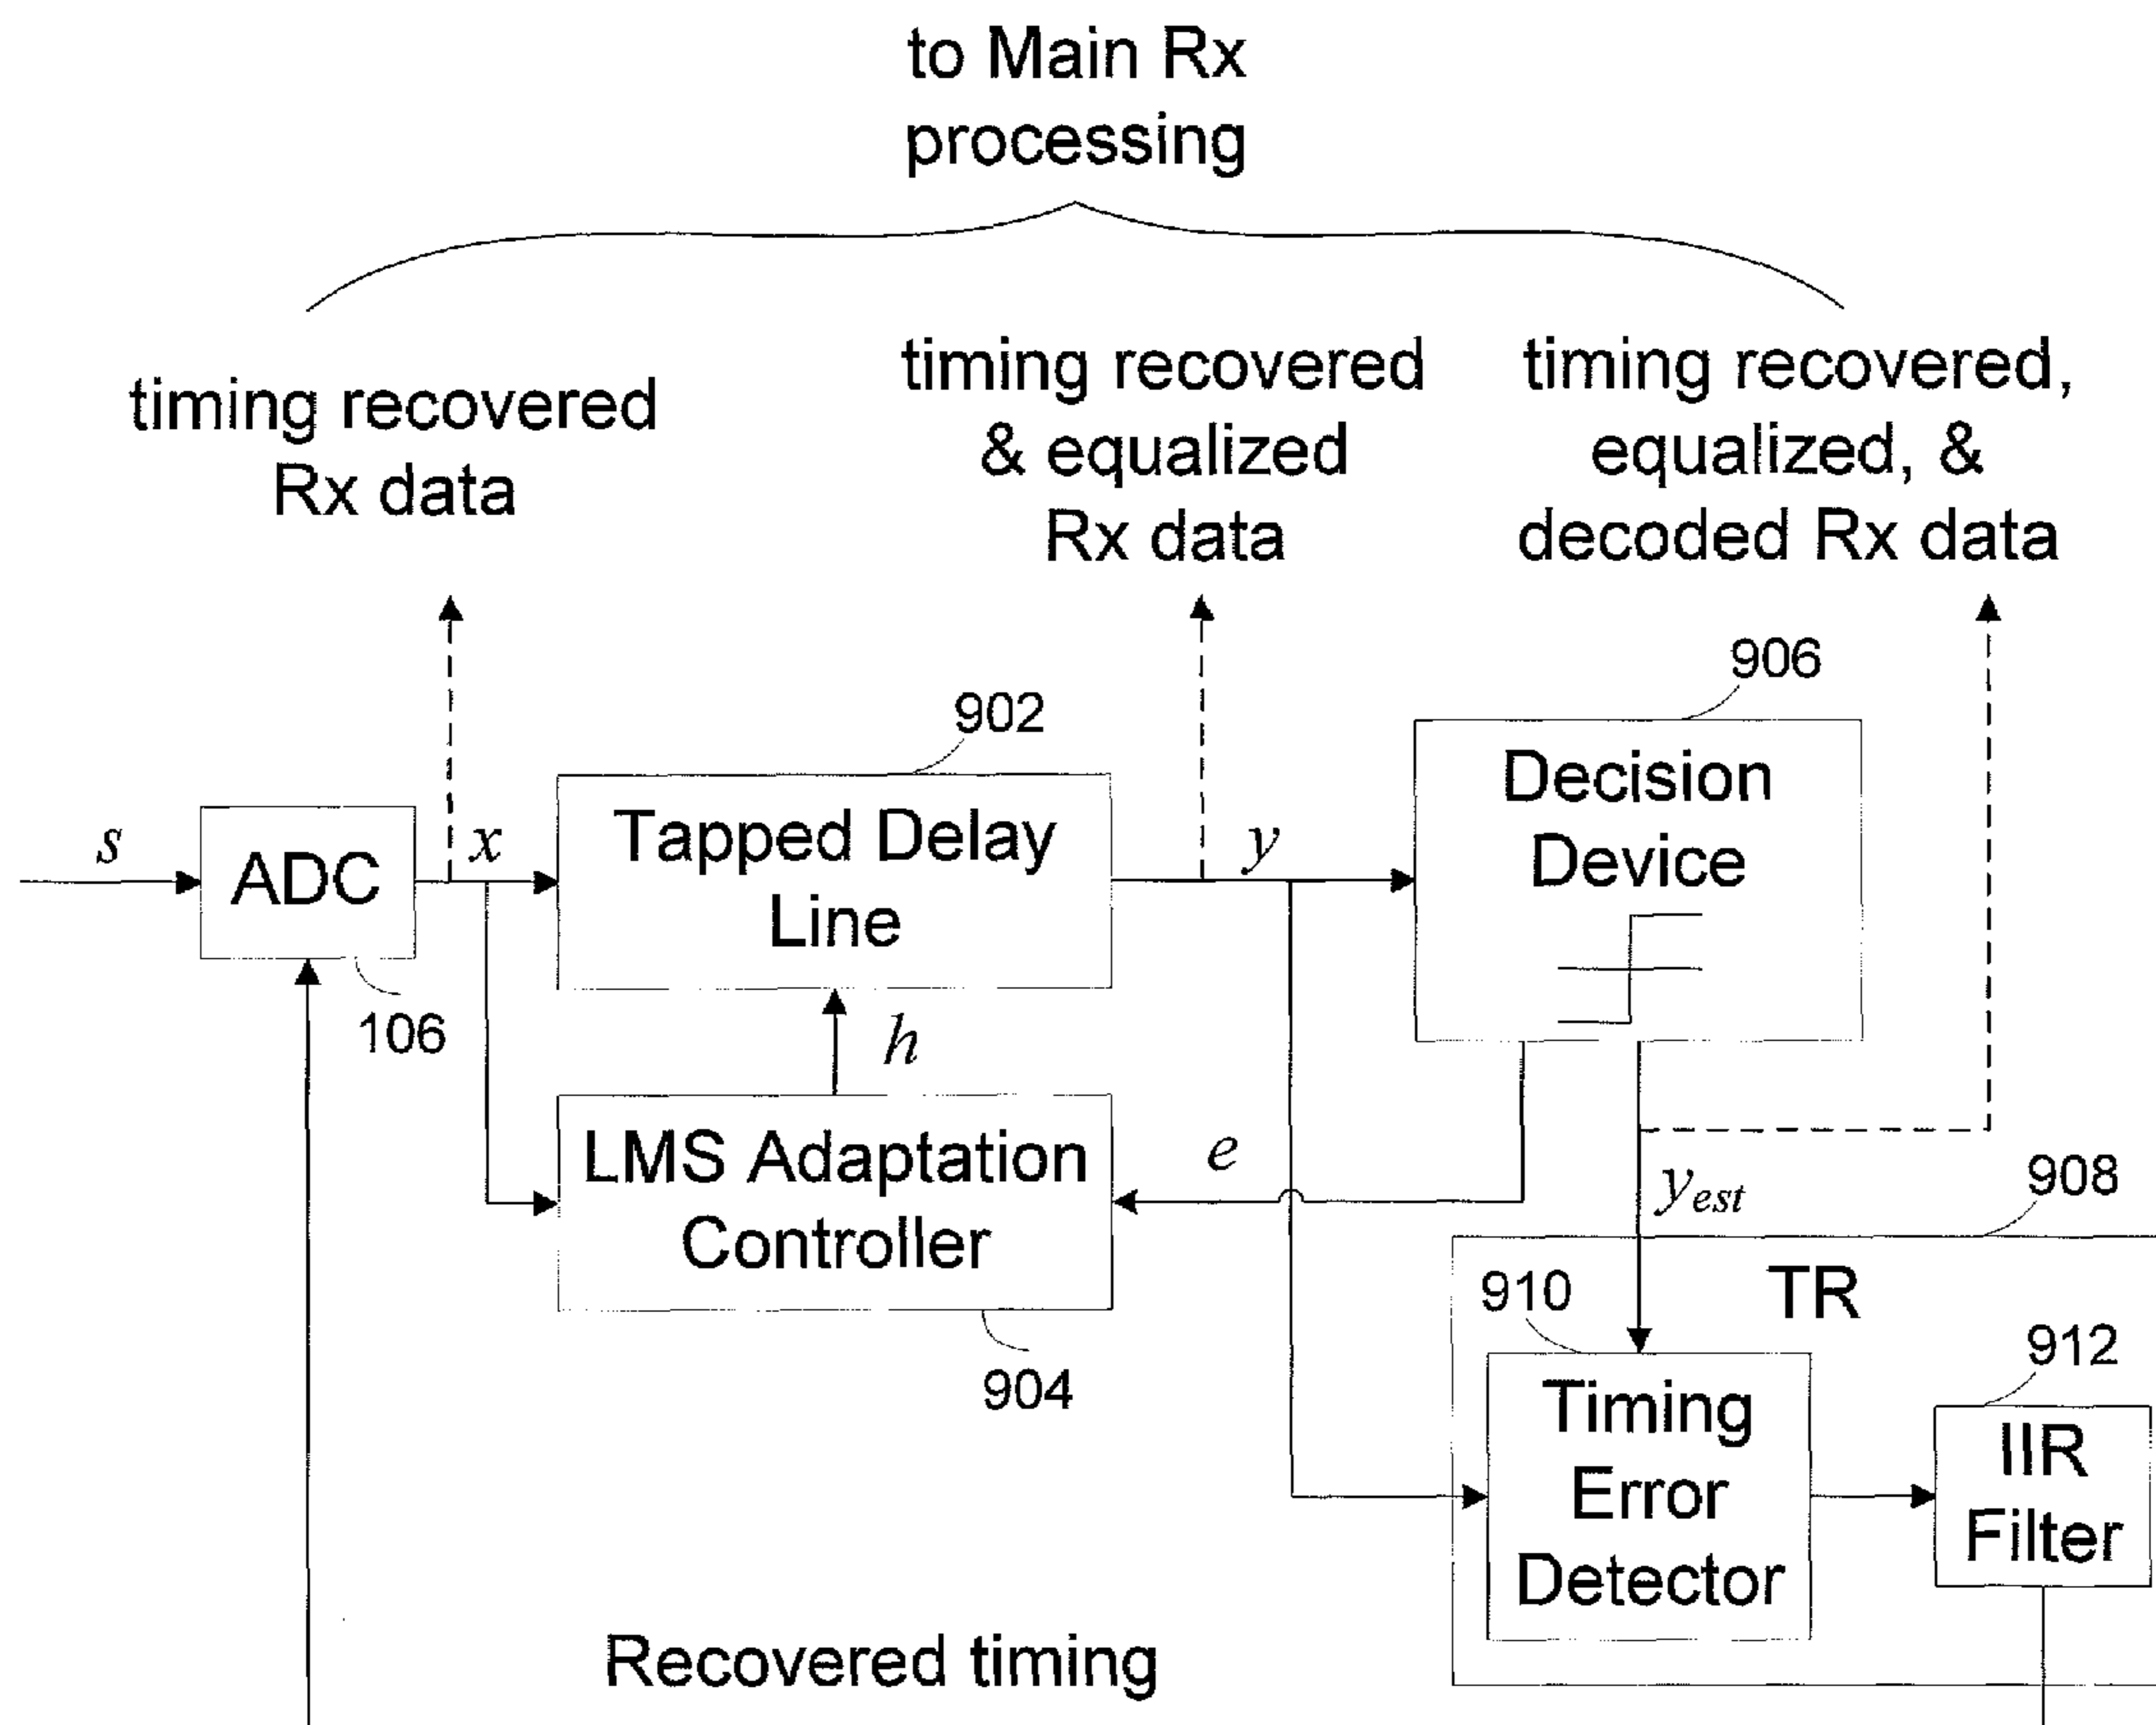 to Main Rx
processing
timing recovered
Rx data
timing recovered
& equalized
Rx data
timing recovered,
equalized, &
decoded Rx data
906
902
s
ADC
x
Tapped Delay
Line
y
Decision
Device
106
h
LMS Adaptation
Controller
e
yest
908
904
910
TR
912
Timing
Error
Detector
IIR
Filter
Recovered timing